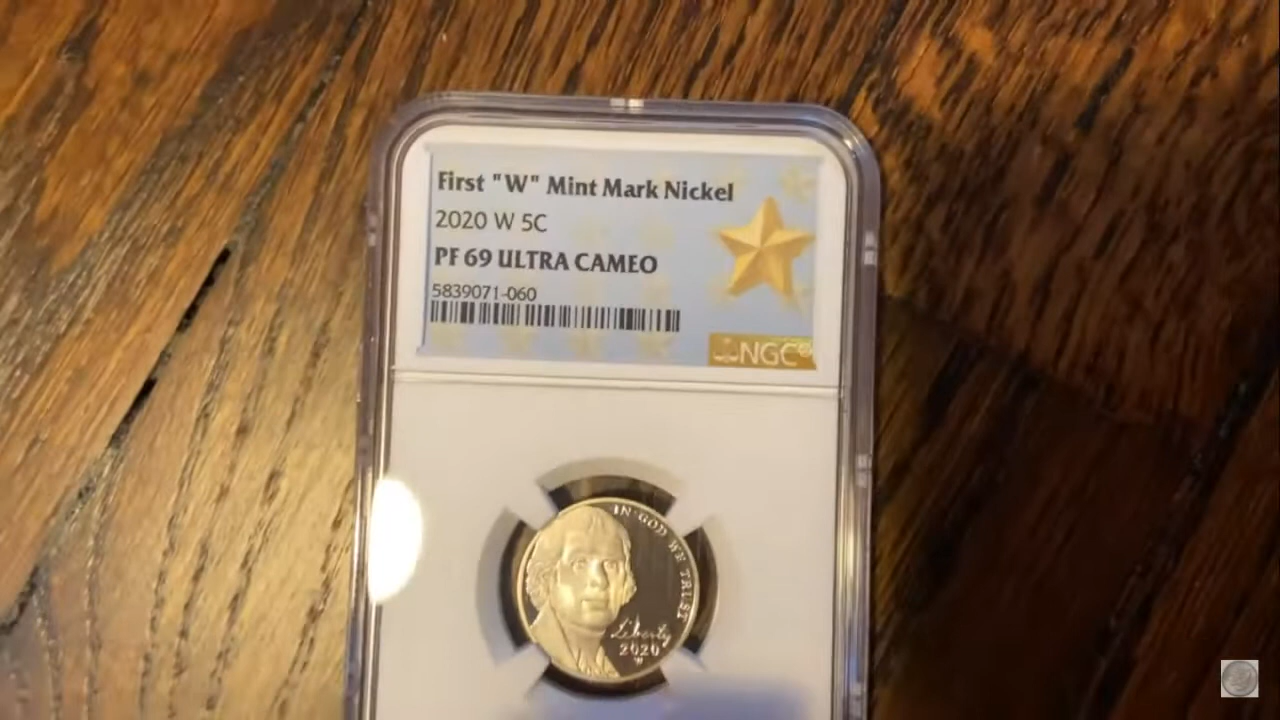 First "W" Mint Mark Nickel
2020 W 5C
PF 69 ULTRA CAMEO
5839071-060
NGC®
IN GOD WE TRUST
Liberty
2020
W